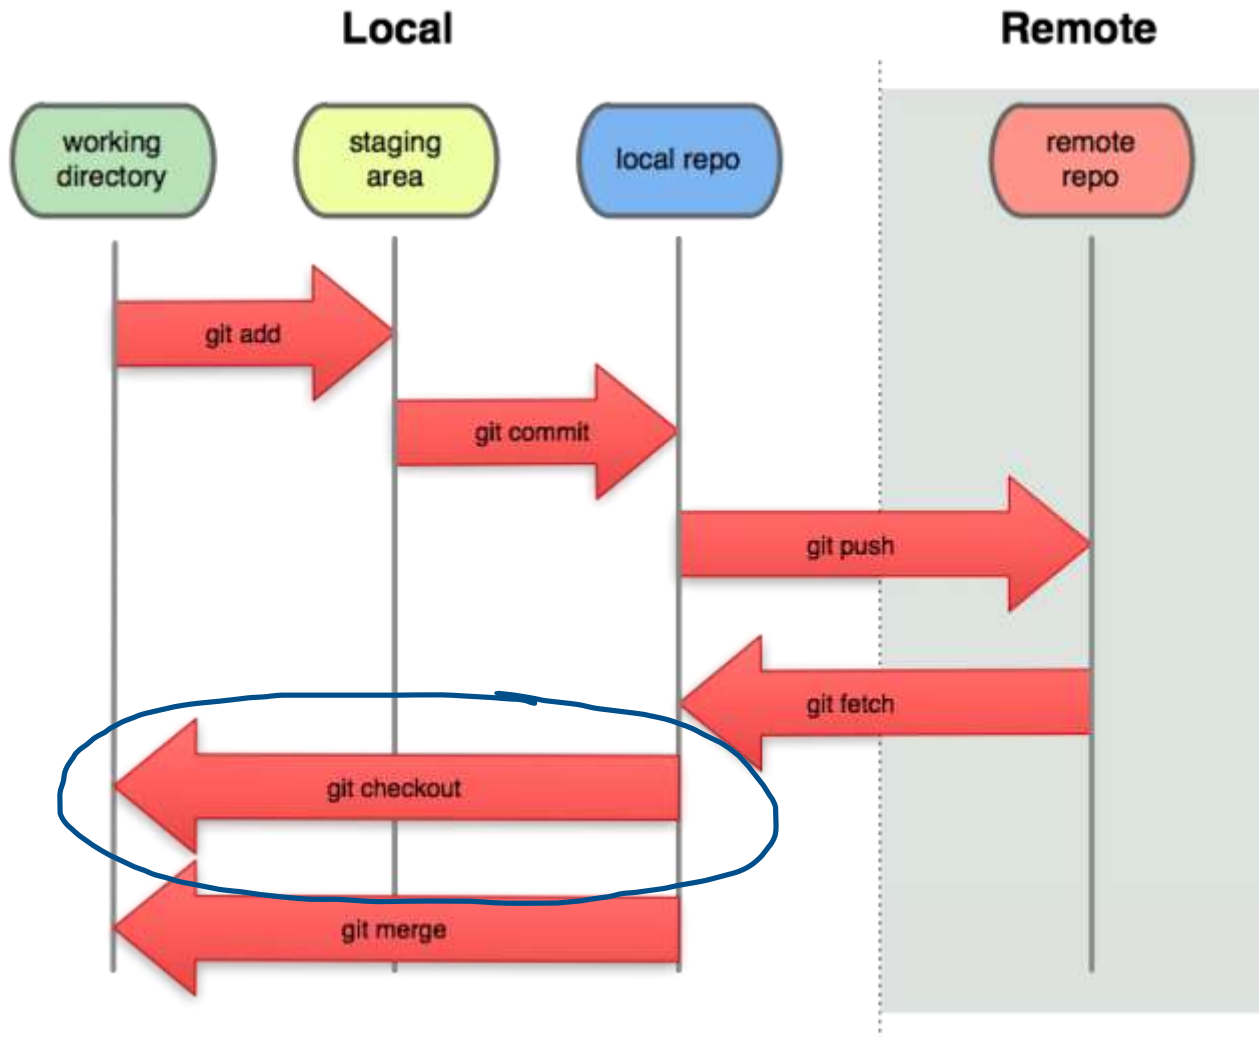 Local
Remote
working
directory
staging
area
local repo
remote
repo
git add
git commit
git push
git fetch
git checkout
git merge